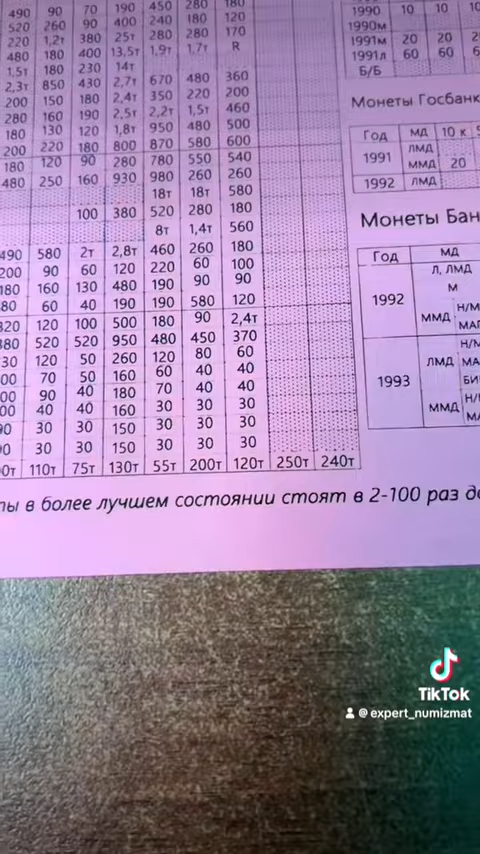 490 90 70 190 450 280 180
520 260 90 400 240 180 120
220 1,2т 380 25т 280 280 170
480 180 400 13,5т 1,9т 1,7т R
1,5т 180 230 14т
2,3т 850 430 2,7т 670 480 360
200 150 180 2,4т 350 220 200
280 160 190 2,5т 2,2т 1,5т 460
180 130 120 1,8т 950 480 500
200 220 180 800 870 580 600
180 120 90 280 780 550 540
480 250 160 930 980 260 260
18т 18т 580
100 380 520 280 180
8т 1,4т 560
490 580 2т 2,8т 460 260 180
200 90 60 120 220 60 100
180 160 130 480 190 90 90
80 60 40 190 190 580 120
320 120 100 500 180 90 2,4т
380 520 520 950 480 450 370
30 120 50 260 120 80 60
00 70 50 160 60 40 40
00 90 40 180 70 40 40
00 40 40 160 30 30 30
90 30 30 150 30 30 30
0 30 30 150 30 30 30
0т 110т 75т 130т 55т 200т 120т 250т 240т
1990 10 10 10
1990м
1991м 20 20
1991л 60 60
Б/Б
Монеты Госбанк
Год МД 10 к
1991 ЛМД
ММД 20
1992 ЛМД
Монеты Бан
Год МД
1992 Л, ЛМД
М
ММД Н/М
МАГ
1993 ЛМД Н/М
МА
БИ
ММД Н/
МА
в более лучшем состоянии стоят в 2-100 раз
TikTok
@expert_numizmat